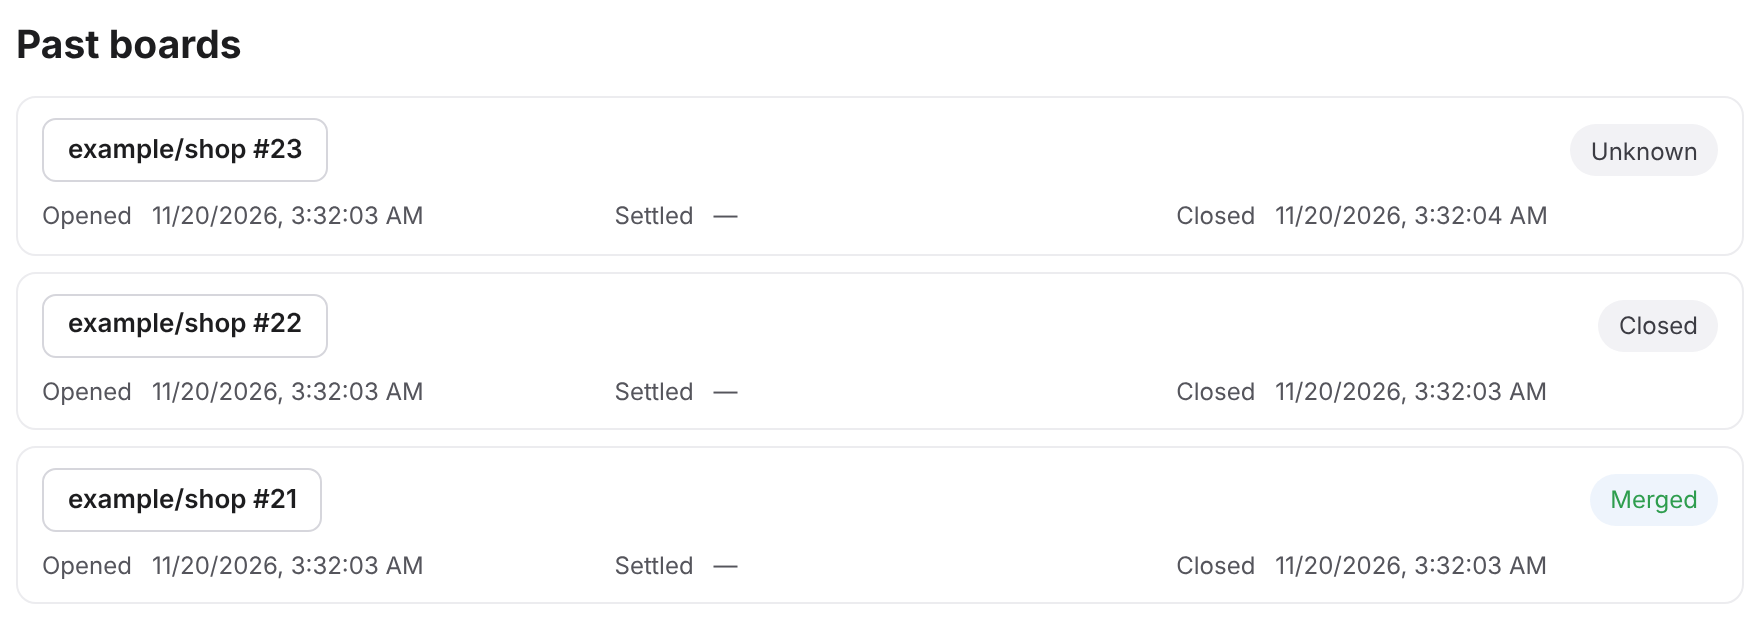 Past boards
example/shop #23
Unknown
Opened 11/20/2026, 3:32:03 AM Settled — Closed 11/20/2026, 3:32:04 AM
example/shop #22
Closed
Opened 11/20/2026, 3:32:03 AM Settled — Closed 11/20/2026, 3:32:03 AM
example/shop #21
Merged
Opened 11/20/2026, 3:32:03 AM Settled — Closed 11/20/2026, 3:32:03 AM